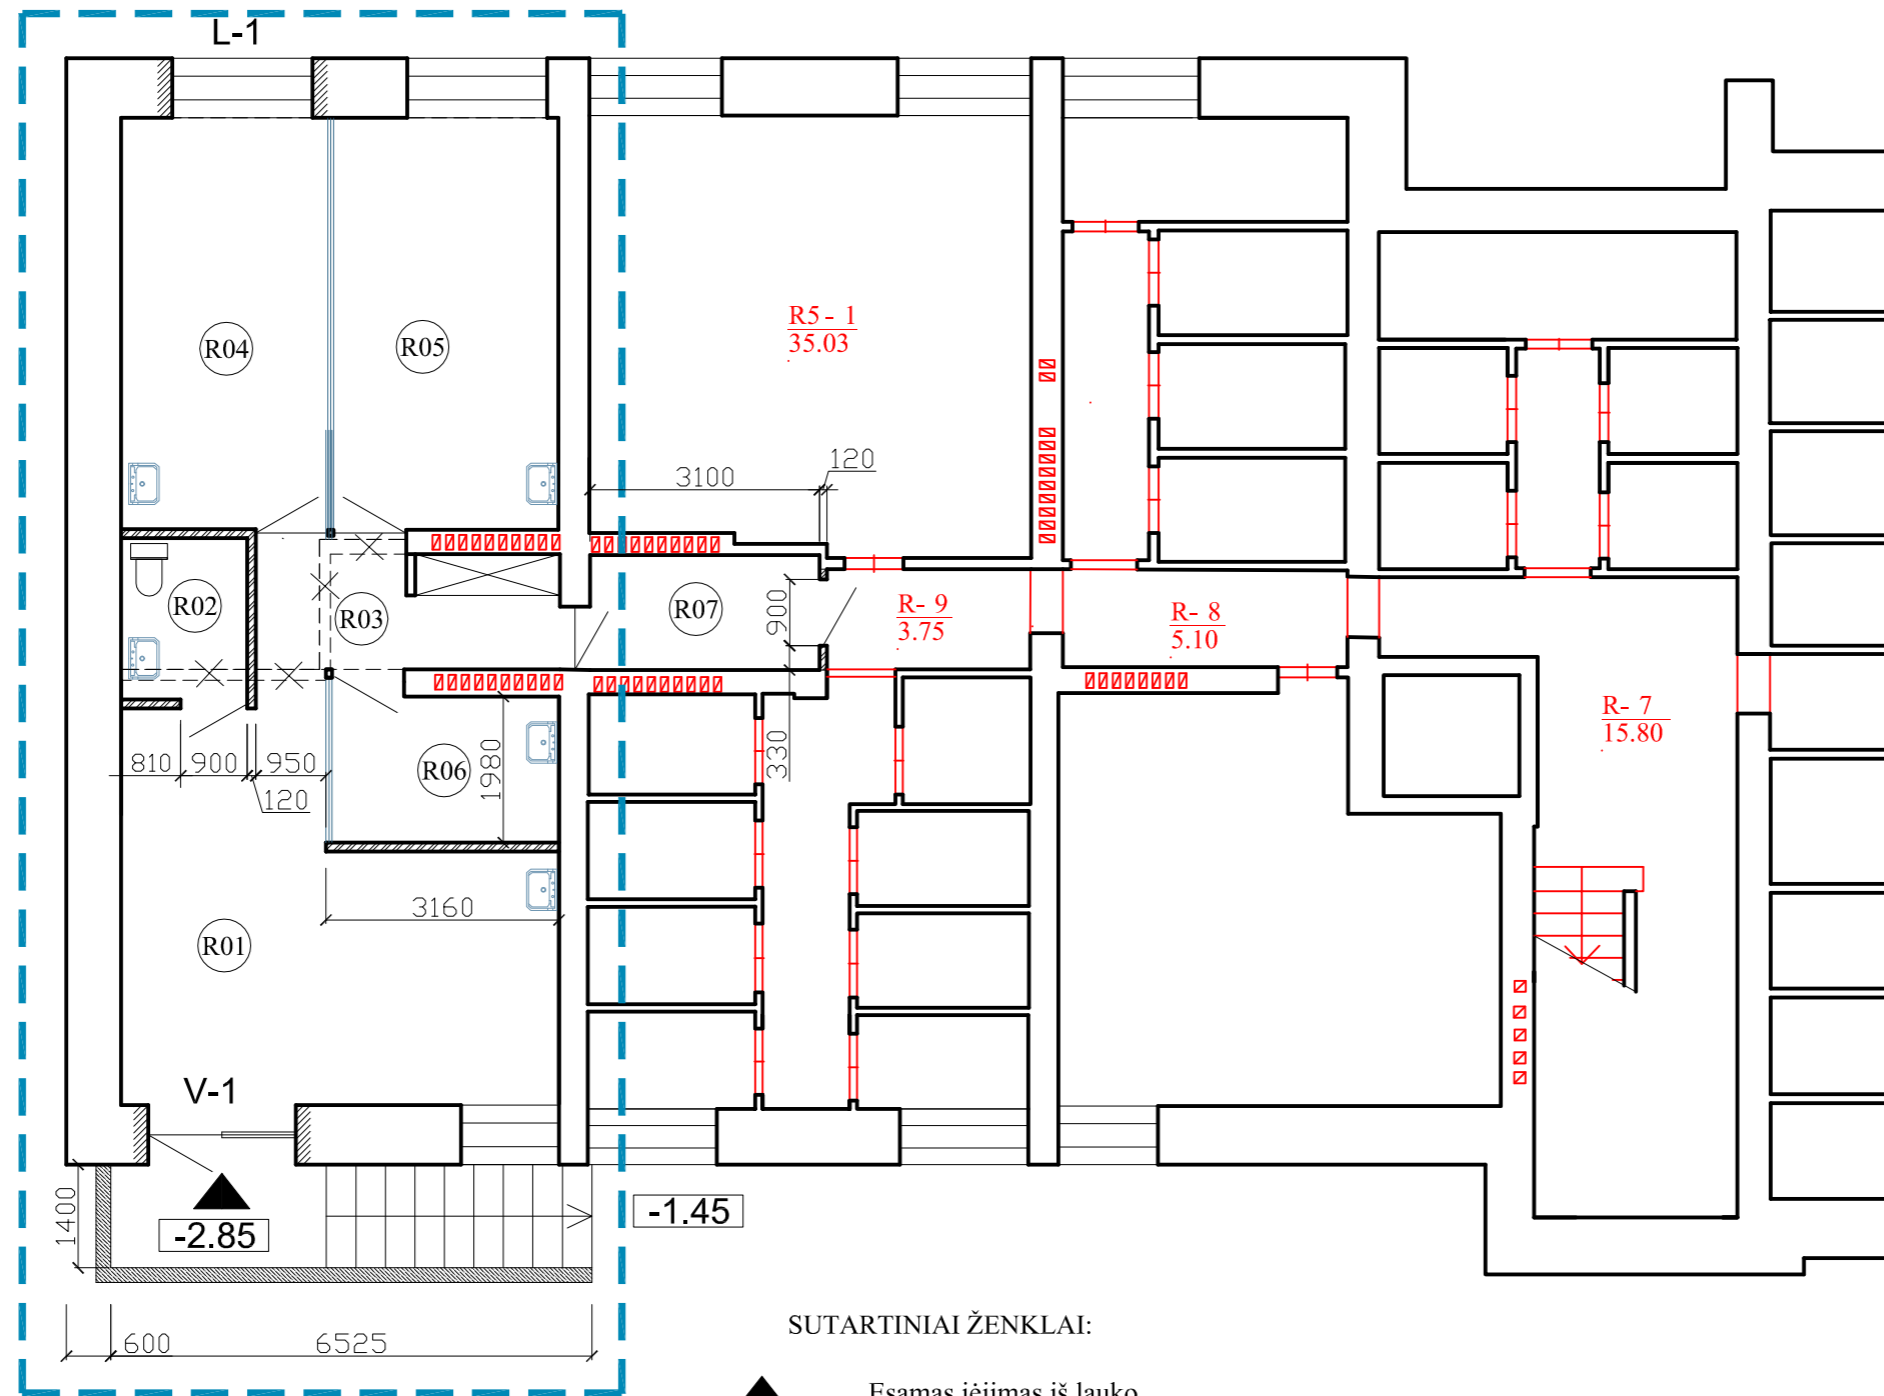 L-1
R04
R05
R5 - 1
35.03
3100
120
R02
R03
R07
900
R- 9
3.75
R- 8
5.10
R- 7
15.80
330
810
900
950
120
R06
1980
3160
R01
V-1
1400
-2.85
-1.45
600
6525
SUTARTINIAI ŽENKLAI:
Esamas įėjimas iš lauko